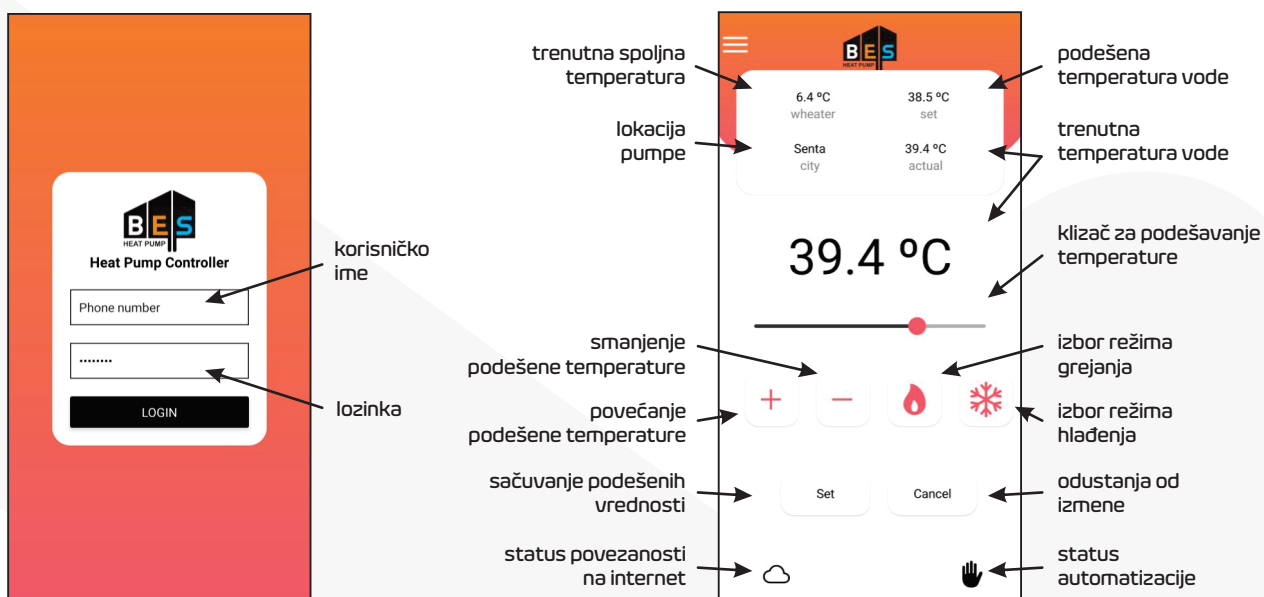 BES
HEAT PUMP
Heat Pump Controller
Phone number
••••••••
LOGIN
korisničko
ime
lozinka
trenutna spoljna
temperatura
lokacija
pumpe
smanjenje
podešene temperature
povećanje
podešene temperature
sačuvanje podešenih
vrednosti
status povezanosti
na internet
BES
HEAT PUMP
6.4 ºC
wheater
38.5 ºC
set
Senta
city
39.4 ºC
actual
39.4 ºC
+
−
Set
Cancel
podešena
temperatura vode
trenutna
temperatura vode
klizač za podešavanje
temperature
izbor režima
grejanja
izbor režima
hlađenja
odustanja od
izmene
status
automatizacije